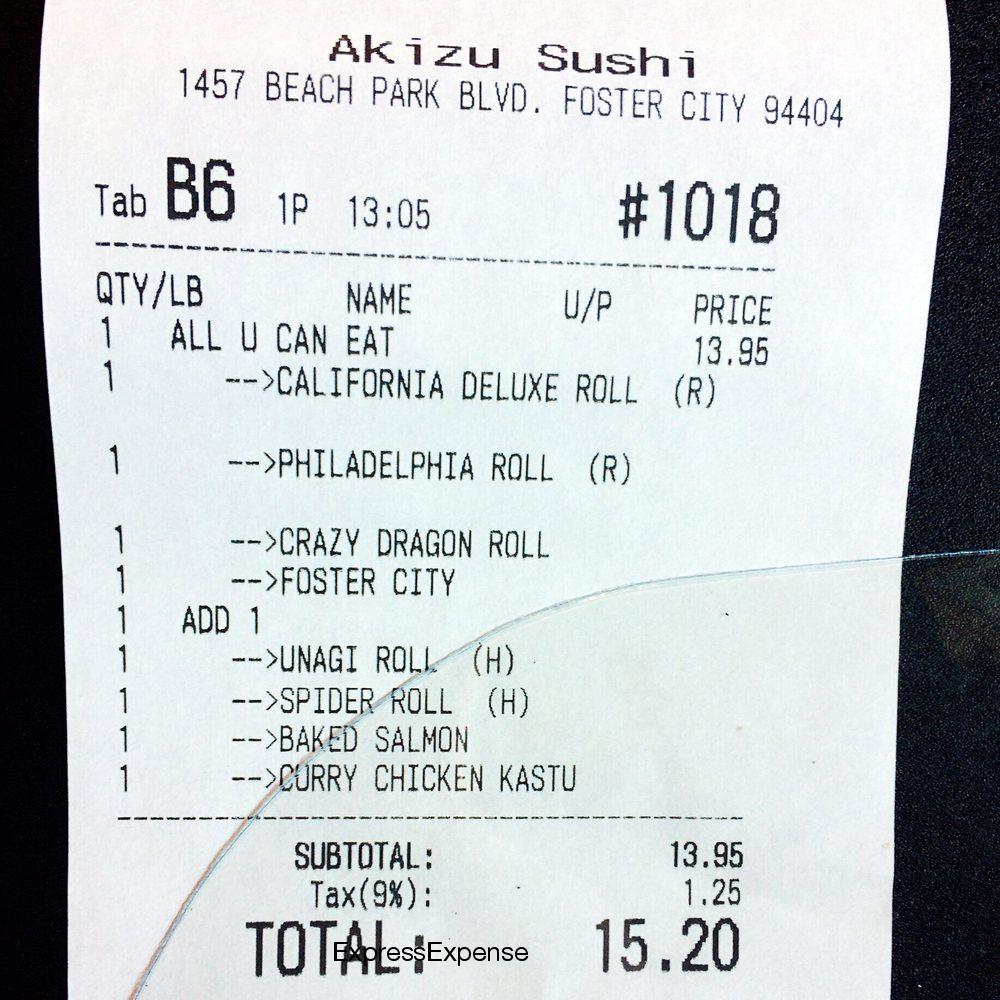 Akizu Sushi
1457 BEACH PARK BLVD. FOSTER CITY 94404
Tab B6 1P 13:05 #1018
QTY/LB NAME U/P PRICE
1 ALL U CAN EAT 13.95
1 -->CALIFORNIA DELUXE ROLL (R)
1 -->PHILADELPHIA ROLL (R)
1 -->CRAZY DRAGON ROLL
1 -->FOSTER CITY
1 ADD 1
1 -->UNAGI ROLL (H)
1 -->SPIDER ROLL (H)
1 -->BAKED SALMON
1 -->CURRY CHICKEN KASTU
SUBTOTAL: 13.95
Tax(9%): 1.25
TOTAL: 15.20
ExpressExpense